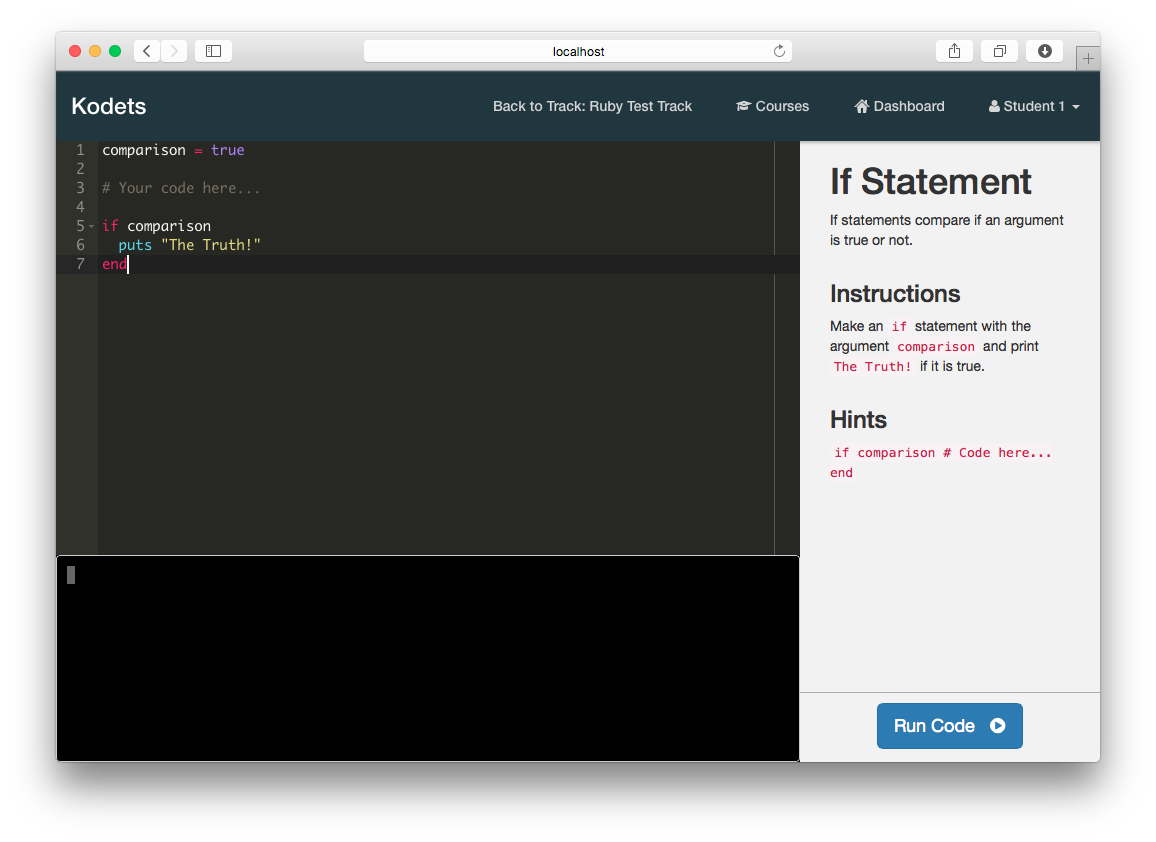 localhost
Kodets
Back to Track: Ruby Test Track
Courses
Dashboard
Student 1
1 comparison = true
2
3 # Your code here...
4
5 if comparison
6 puts "The Truth!"
7 end
If Statement
If statements compare if an argument
is true or not.
Instructions
Make an if statement with the
argument comparison and print
The Truth! if it is true.
Hints
if comparison # Code here...
end
Run Code